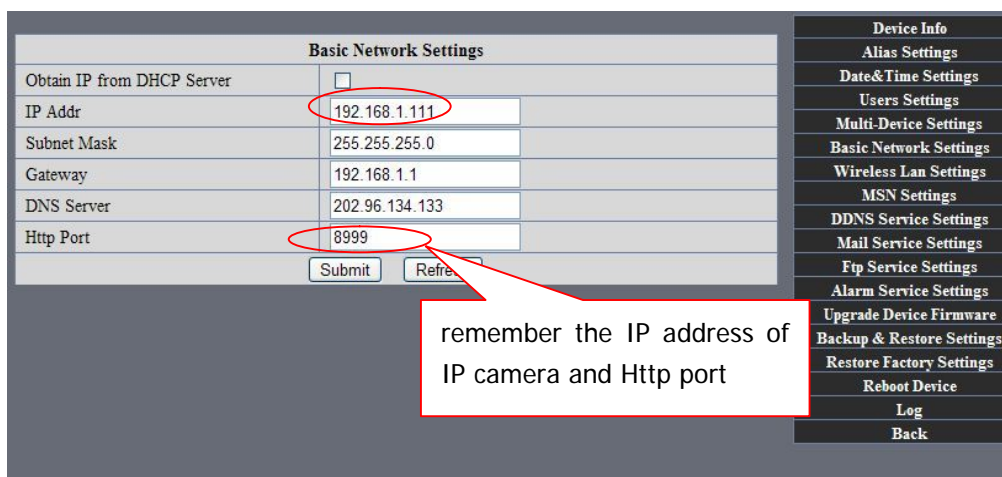 Basic Network Settings
Obtain IP from DHCP Server
IP Addr 192.168.1.111
Subnet Mask 255.255.255.0
Gateway 192.168.1.1
DNS Server 202.96.134.133
Http Port 8999
Submit Refresh
remember the IP address of
IP camera and Http port
Device Info
Alias Settings
Date&Time Settings
Users Settings
Multi-Device Settings
Basic Network Settings
Wireless Lan Settings
MSN Settings
DDNS Service Settings
Mail Service Settings
Ftp Service Settings
Alarm Service Settings
Upgrade Device Firmware
Backup & Restore Settings
Restore Factory Settings
Reboot Device
Log
Back